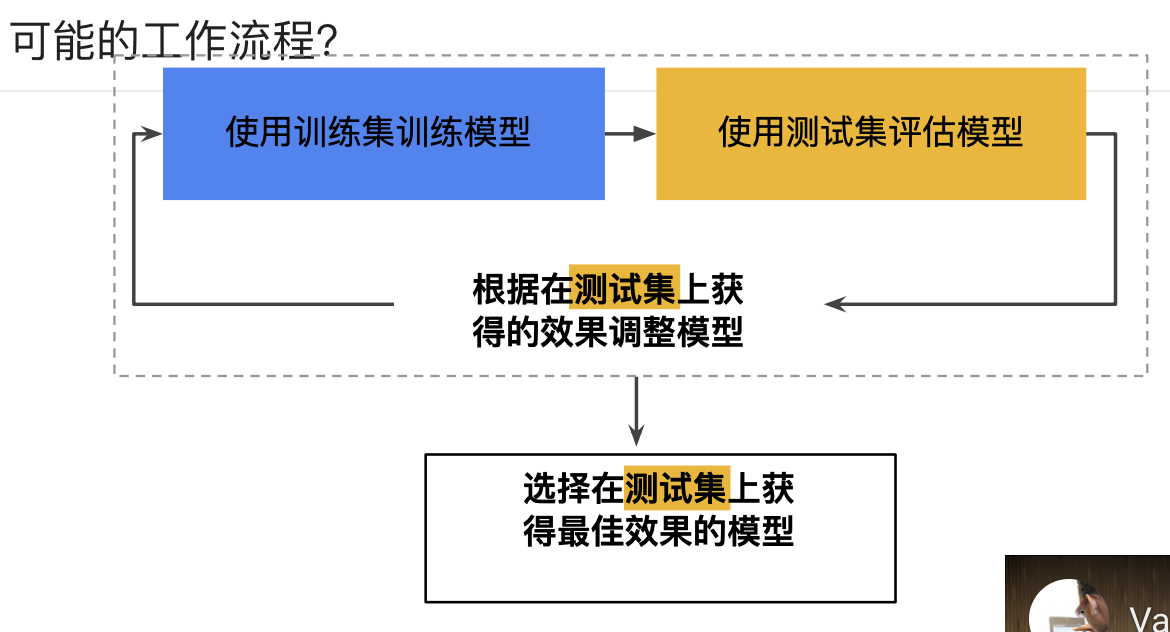 可能的工作流程?
使用训练集训练模型
使用测试集评估模型
根据在测试集上获
得的效果调整模型
选择在测试集上获
得最佳效果的模型
Va